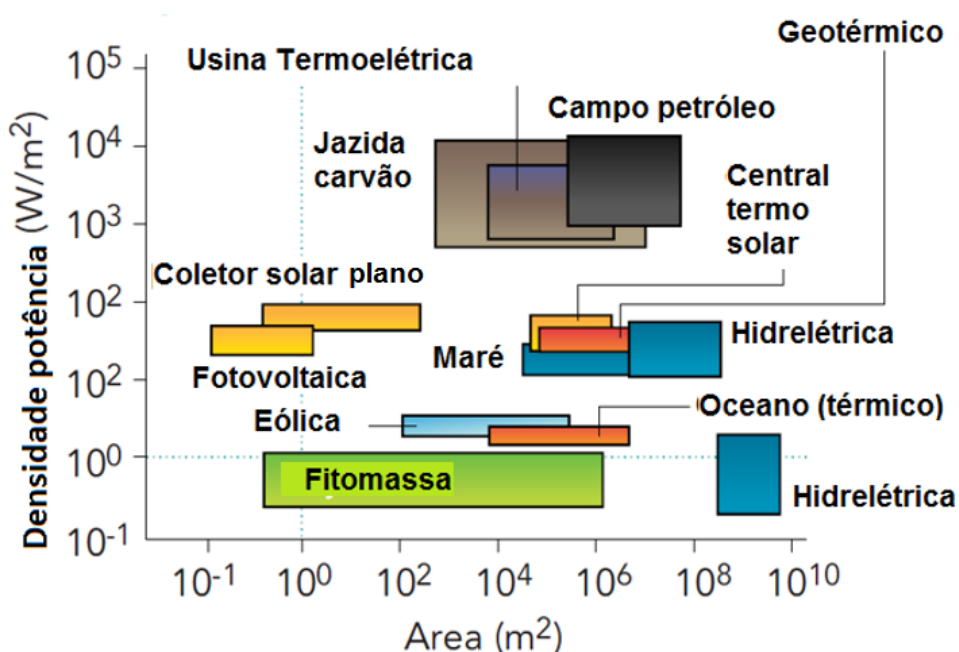 Geotérmico
Usina Termoelétrica
Campo petróleo
Jazida
carvão
Central
termo
solar
Coletor solar plano
Fotovoltaica
Maré
Hidrelétrica
Eólica
Oceano (térmico)
Fitomassa
Hidrelétrica
Densidade potência (W/m²)
10⁵
10⁴
10³
10²
10²
10⁰
10⁻¹
10⁻¹ 10⁰ 10² 10⁴ 10⁶ 10⁸ 10¹⁰
Area (m²)